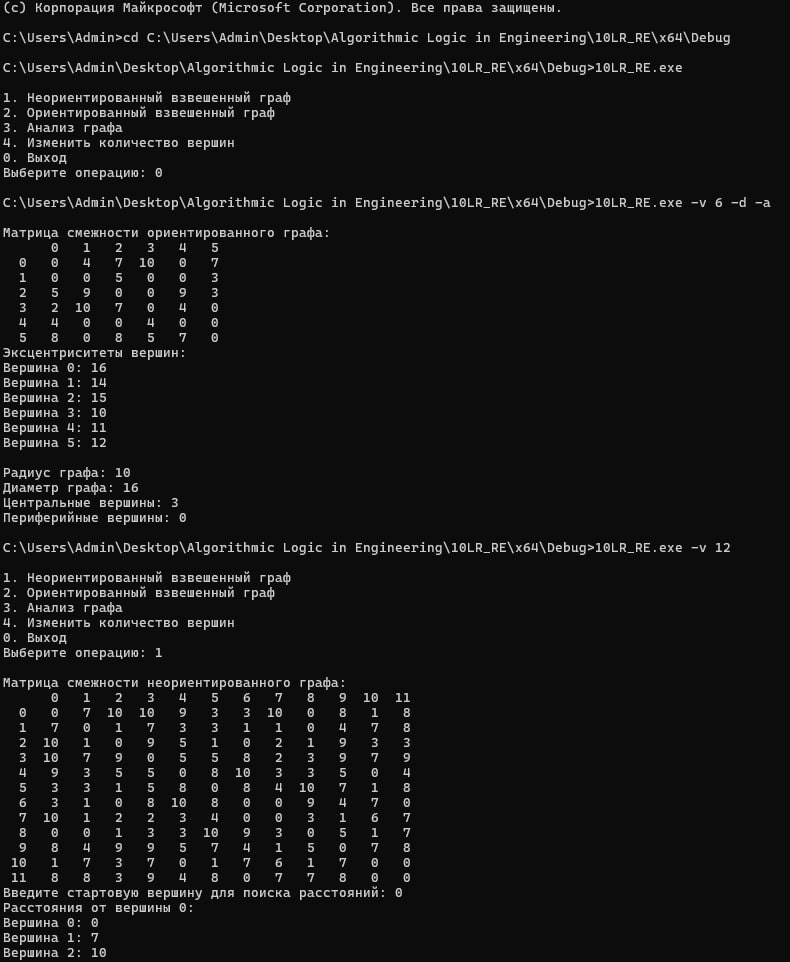 (c) Корпорация Майкрософт (Microsoft Corporation). Все права защищены.
C:\Users\Admin>cd C:\Users\Admin\Desktop\Algorithmic Logic in Engineering\10LR_RE\x64\Debug
C:\Users\Admin\Desktop\Algorithmic Logic in Engineering\10LR_RE\x64\Debug>10LR_RE.exe
1. Неориентированный взвешенный граф
2. Ориентированный взвешенный граф
3. Анализ графа
4. Изменить количество вершин
0. Выход
Выберите операцию: 0
C:\Users\Admin\Desktop\Algorithmic Logic in Engineering\10LR_RE\x64\Debug>10LR_RE.exe -v 6 -d -a
Матрица смежности ориентированного графа:
      0   1   2   3   4   5
  0   0   4   7  10   0   7
  1   0   0   5   0   0   3
  2   5   9   0   0   9   3
  3   2  10   7   0   4   0
  4   4   0   0   4   0   0
  5   8   0   8   5   7   0
Эксцентриситеты вершин:
Вершина 0: 16
Вершина 1: 14
Вершина 2: 15
Вершина 3: 10
Вершина 4: 11
Вершина 5: 12
Радиус графа: 10
Диаметр графа: 16
Центральные вершины: 3
Периферийные вершины: 0
C:\Users\Admin\Desktop\Algorithmic Logic in Engineering\10LR_RE\x64\Debug>10LR_RE.exe -v 12
1. Неориентированный взвешенный граф
2. Ориентированный взвешенный граф
3. Анализ графа
4. Изменить количество вершин
0. Выход
Выберите операцию: 1
Матрица смежности неориентированного графа:
      0   1   2   3   4   5   6   7   8   9  10  11
  0   0   7  10  10   9   3   3  10   0   8   1   8
  1   7   0   1   7   3   3   1   1   0   4   7   8
  2  10   1   0   9   5   1   0   2   1   9   3   3
  3  10   7   9   0   5   5   8   2   3   9   7   9
  4   9   3   5   5   0   8  10   3   3   5   0   4
  5   3   3   1   5   8   0   8   4  10   7   1   8
  6   3   1   0   8  10   8   0   0   9   4   7   0
  7  10   1   2   2   3   4   0   0   3   1   6   7
  8   0   0   1   3   3  10   9   3   0   5   1   7
  9   8   4   9   9   5   7   4   1   5   0   7   8
 10   1   7   3   7   0   1   7   6   1   7   0   0
 11   8   8   3   9   4   8   0   7   7   8   0   0
Введите стартовую вершину для поиска расстояний: 0
Расстояния от вершины 0:
Вершина 0: 0
Вершина 1: 7
Вершина 2: 10